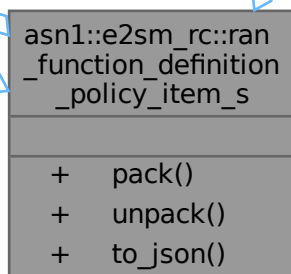 asn1::e2sm_rc::ran
_function_definition
_policy_item_s
+ pack()
+ unpack()
+ to_json()